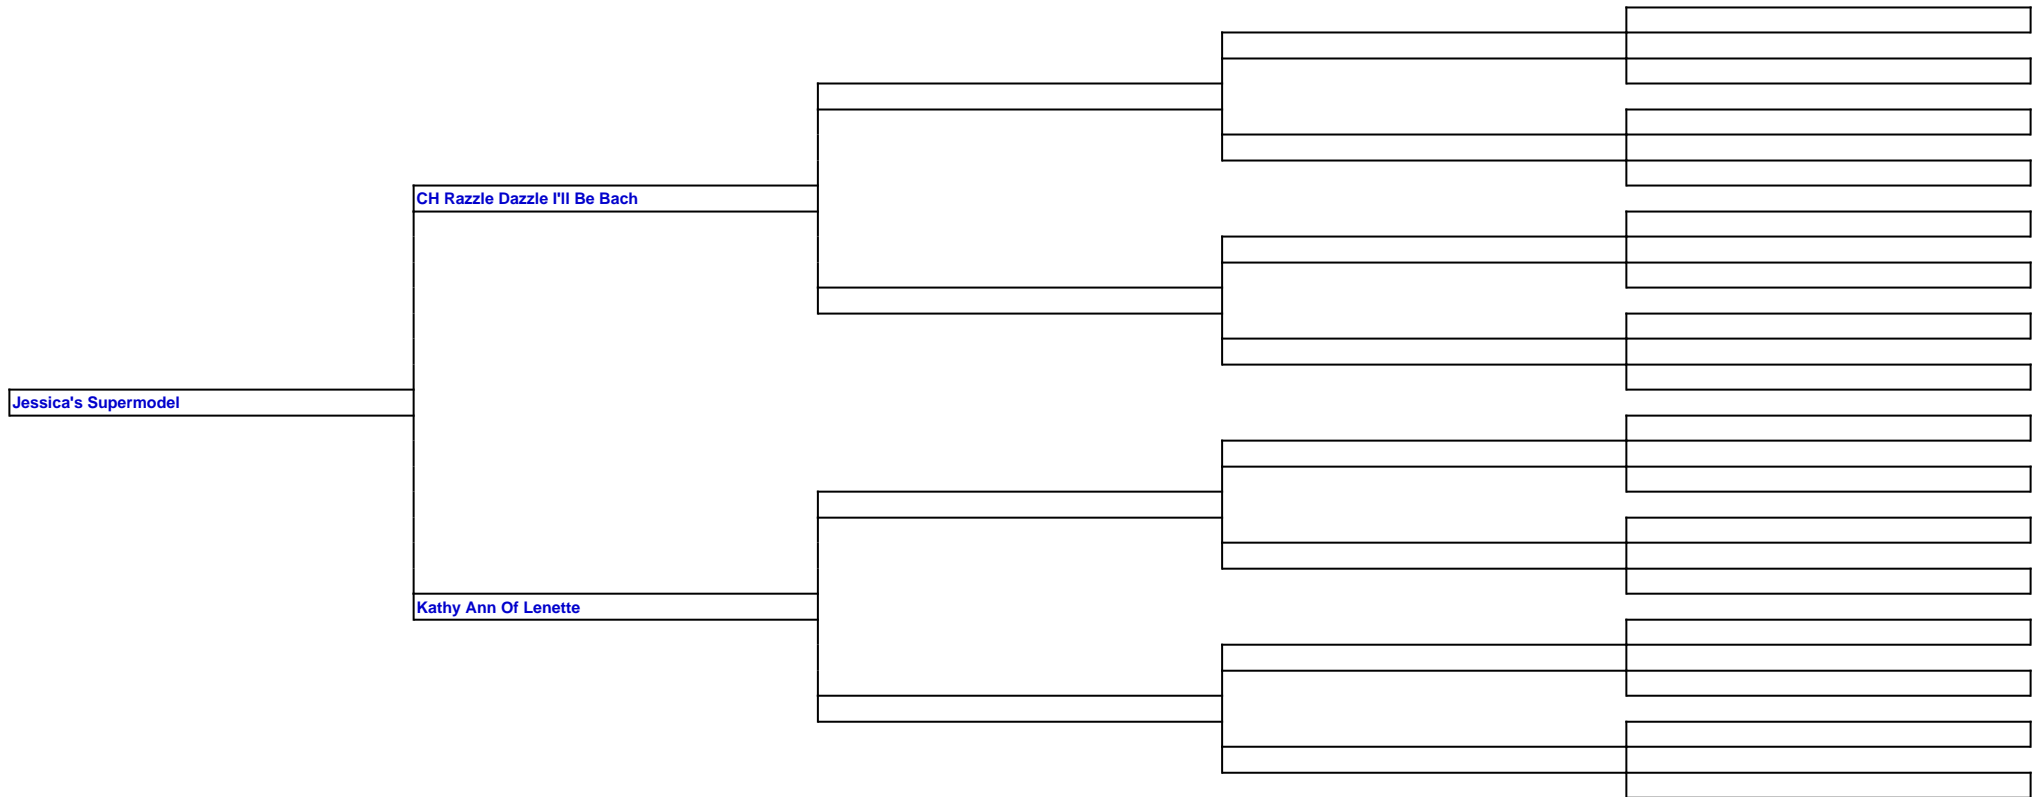 CH Razzle Dazzle I'll Be Bach
Jessica's Supermodel
Kathy Ann Of Lenette